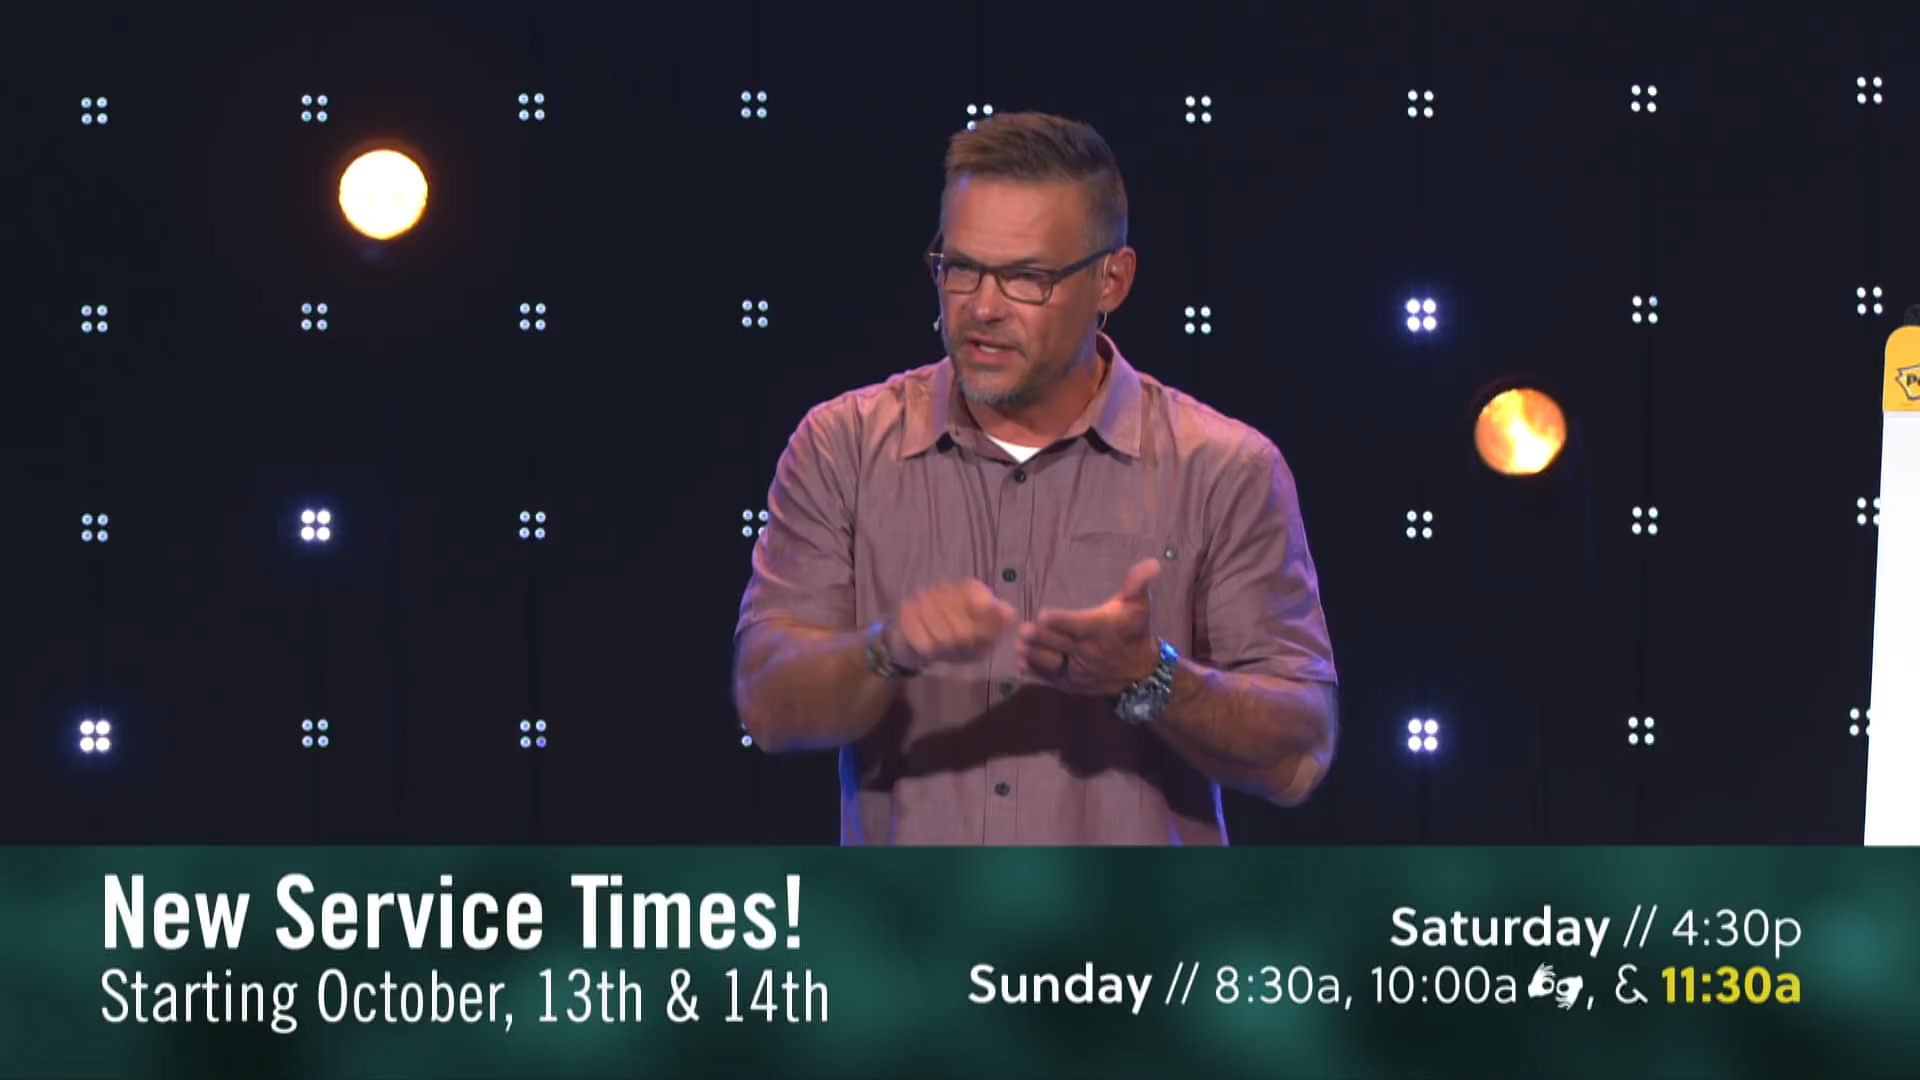 New Service Times!
Starting October, 13th & 14th
Saturday // 4:30p
Sunday // 8:30a, 10:00a, & 11:30a